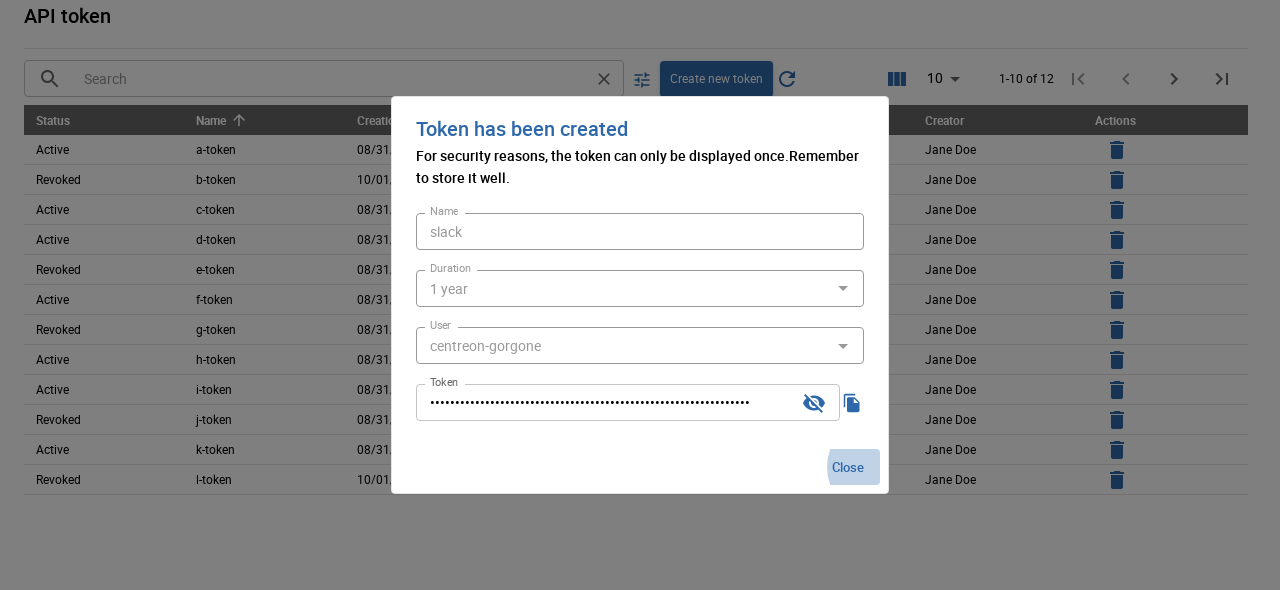 API token
Search
Create new token
10
1-10 of 12
Status Name Creatio Creator Actions
Active a-token 08/31. Jane Doe
Revoked b-token 10/01. Jane Doe
Active c-token 08/31. Jane Doe
Active d-token 08/31. Jane Doe
Revoked e-token 08/31. Jane Doe
Active f-token 08/31. Jane Doe
Revoked g-token 08/31. Jane Doe
Active h-token 08/31. Jane Doe
Active i-token 08/31. Jane Doe
Revoked j-token 08/31. Jane Doe
Active k-token 08/31. Jane Doe
Revoked l-token 10/01. Jane Doe
Token has been created
For security reasons, the token can only be displayed once.Remember
to store it well.
Name
slack
Duration
1 year
User
centreon-gorgone
Token
Close